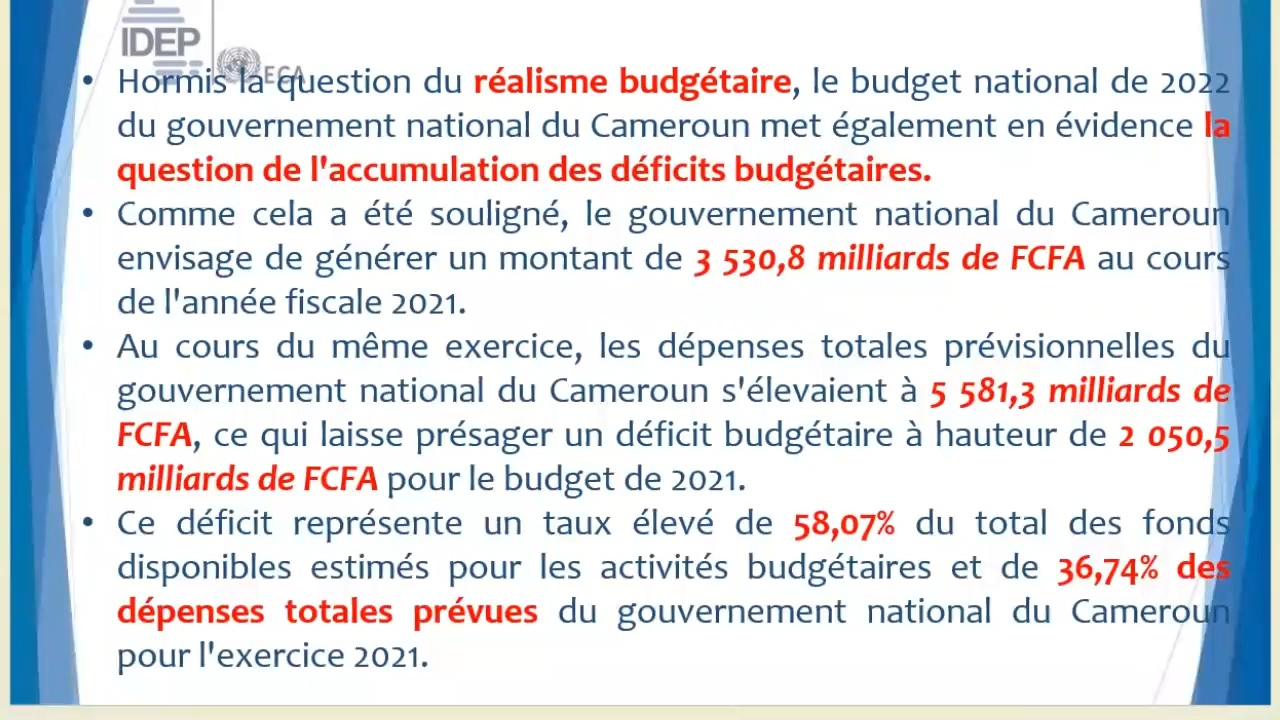 IDEP
ECA
• Hormis la question du réalisme budgétaire, le budget national de 2022
du gouvernement national du Cameroun met également en évidence la
question de l'accumulation des déficits budgétaires.
• Comme cela a été souligné, le gouvernement national du Cameroun
envisage de générer un montant de 3 530,8 milliards de FCFA au cours
de l'année fiscale 2021.
• Au cours du même exercice, les dépenses totales prévisionnelles du
gouvernement national du Cameroun s'élevaient à 5 581,3 milliards de
FCFA, ce qui laisse présager un déficit budgétaire à hauteur de 2 050,5
milliards de FCFA pour le budget de 2021.
• Ce déficit représente un taux élevé de 58,07% du total des fonds
disponibles estimés pour les activités budgétaires et de 36,74% des
dépenses totales prévues du gouvernement national du Cameroun
pour l'exercice 2021.